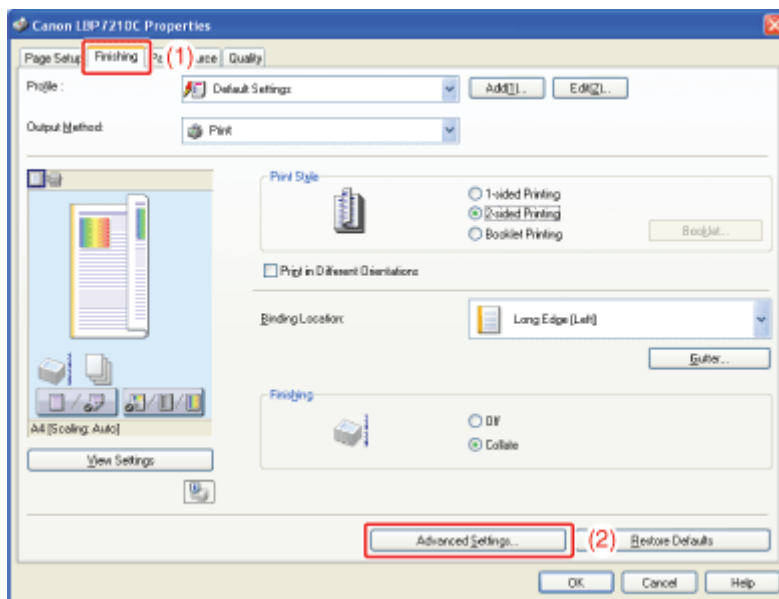 Canon LBP7210C Properties
Page Setup Finishing (1) Quality
Profile : Default Settings Add(1)... Edit(2)...
Output Method: Print
Print Style
1-sided Printing
2-sided Printing
Booklet Printing Booklet...
Print in Different Orientations
Binding Location: Long Edge [Left]
Gutter...
Finishing
Off
Collate
A4 [Scaling: Auto]
View Settings
Advanced Settings... (2) Restore Defaults
OK Cancel Help